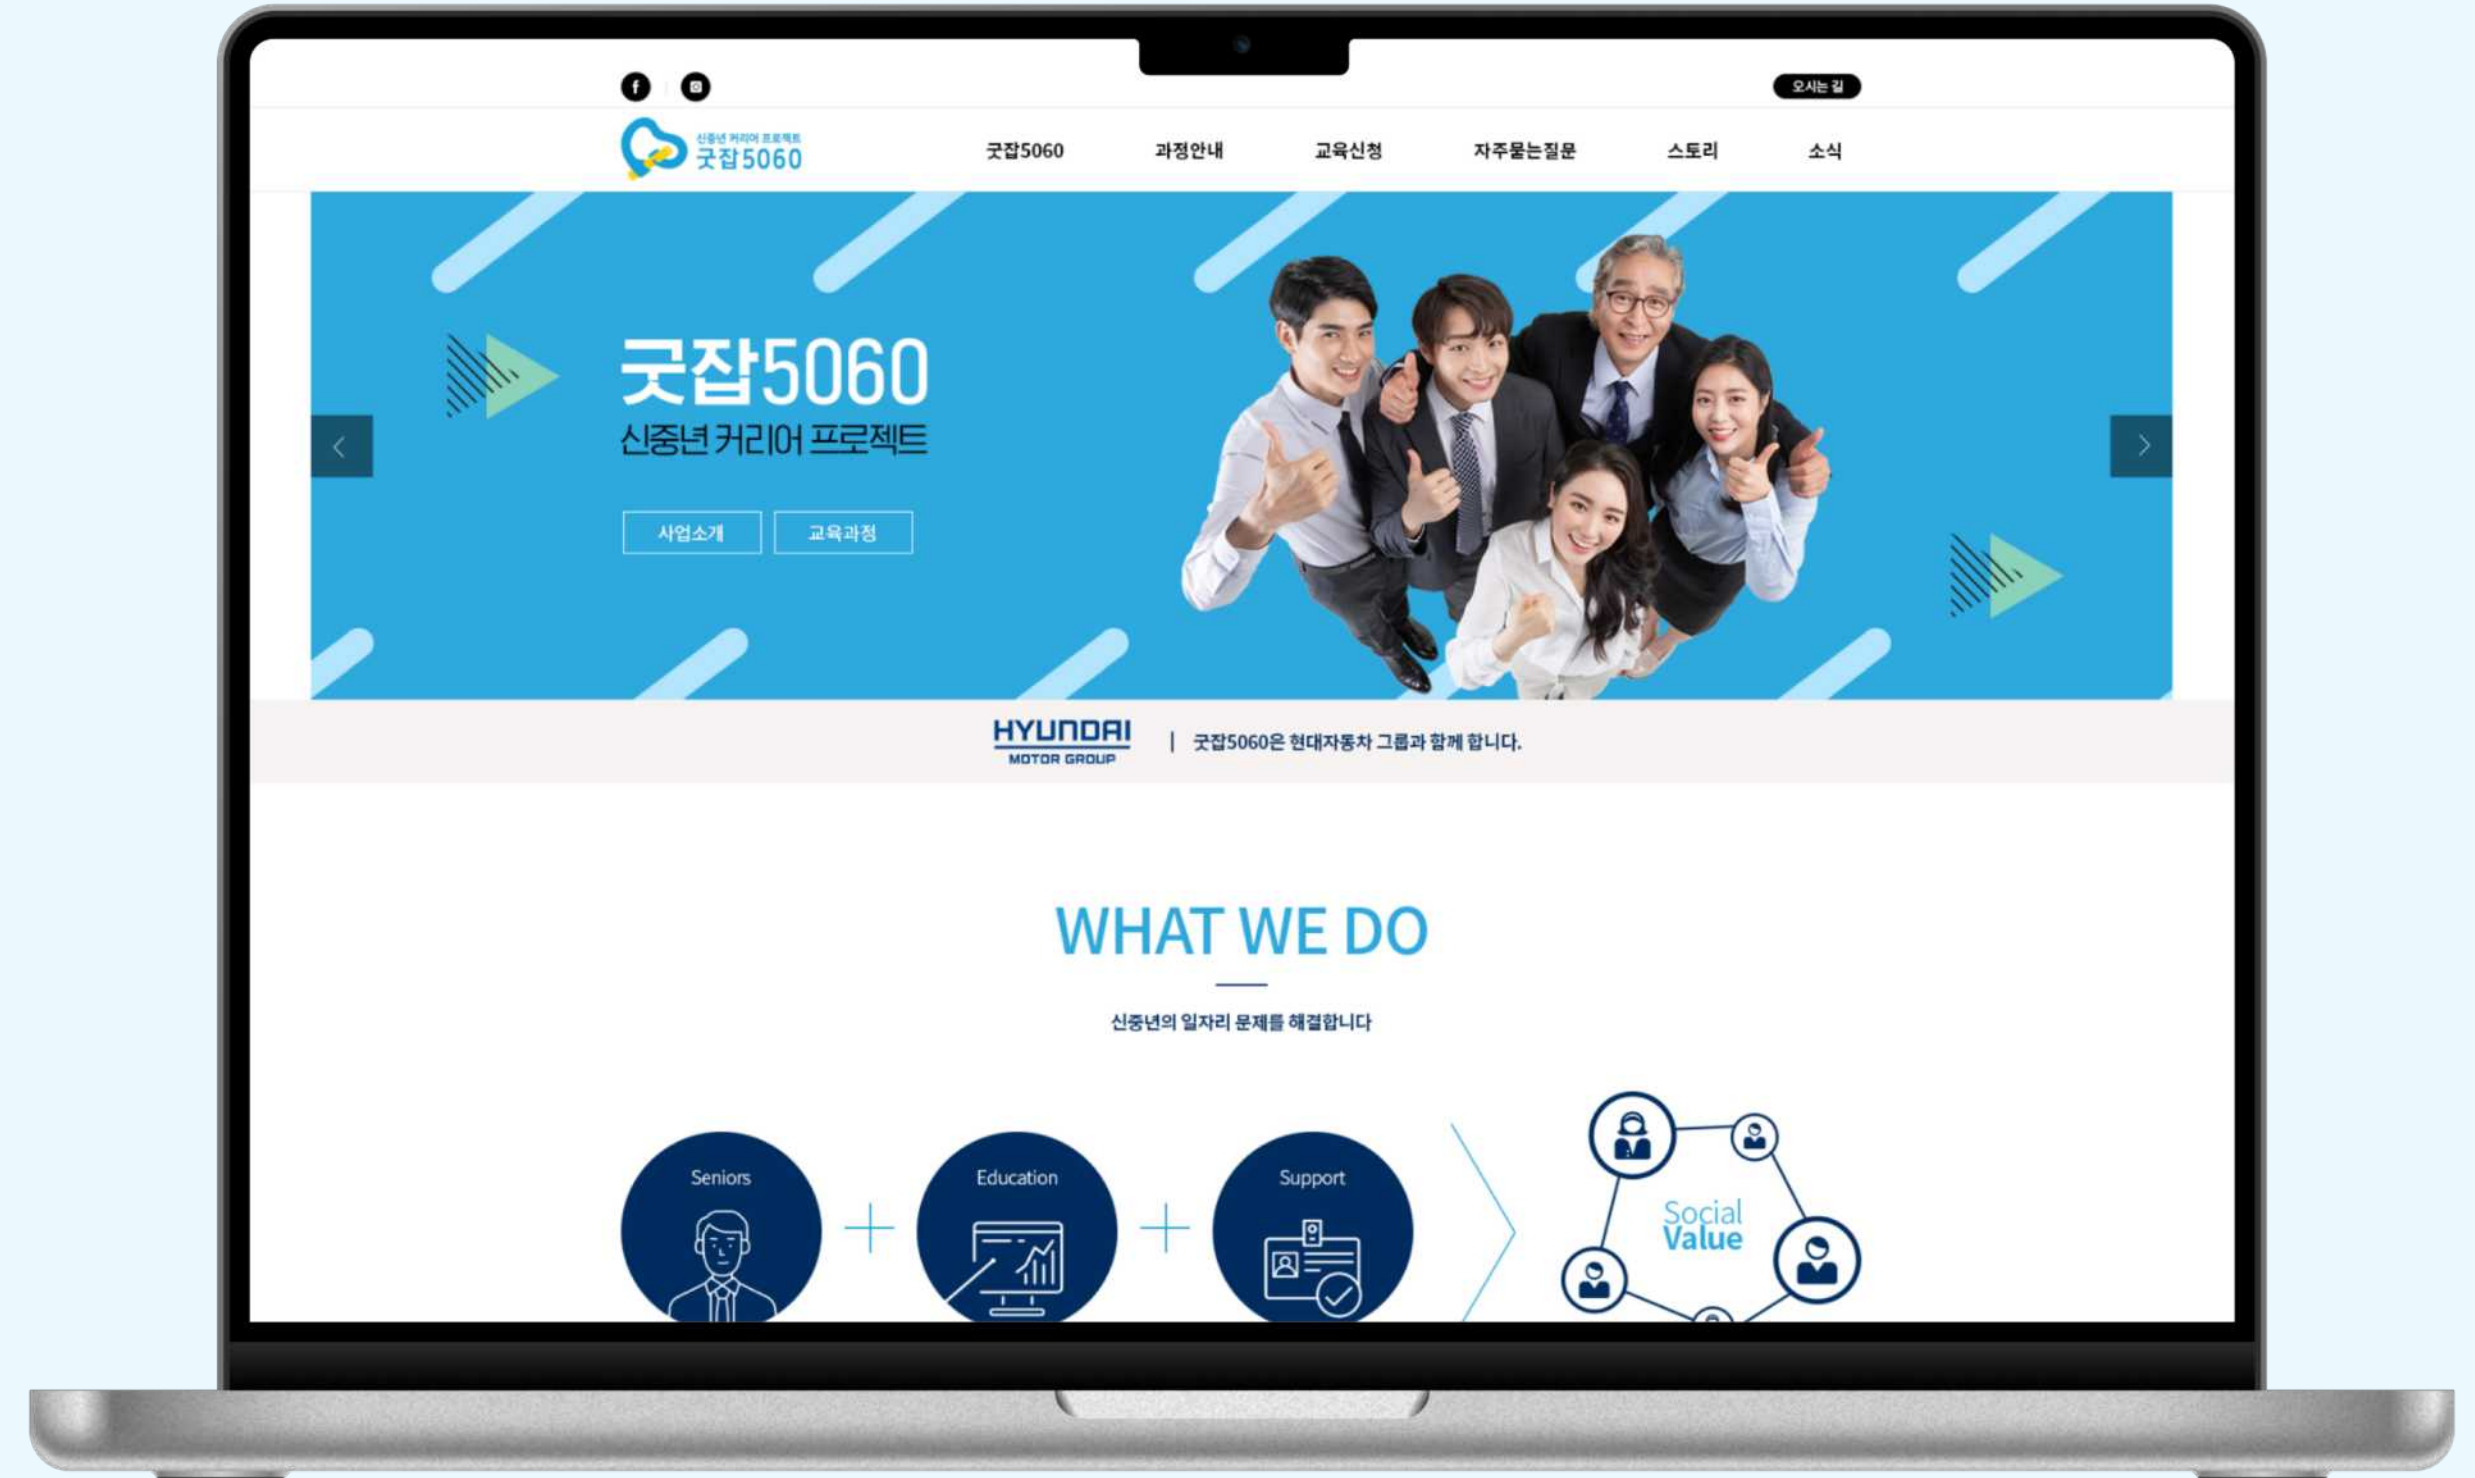 오시는 길
신중년 커리어 프로젝트
굿잡5060
굿잡5060
과정안내
교육신청
자주묻는질문
스토리
소식
굿잡5060
신중년 커리어 프로젝트
사업소개
교육과정
HYUNDAI
MOTOR GROUP
굿잡5060은 현대자동차 그룹과 함께 합니다.
WHAT WE DO
신중년의 일자리 문제를 해결합니다
Seniors
Education
Support
Social
Value